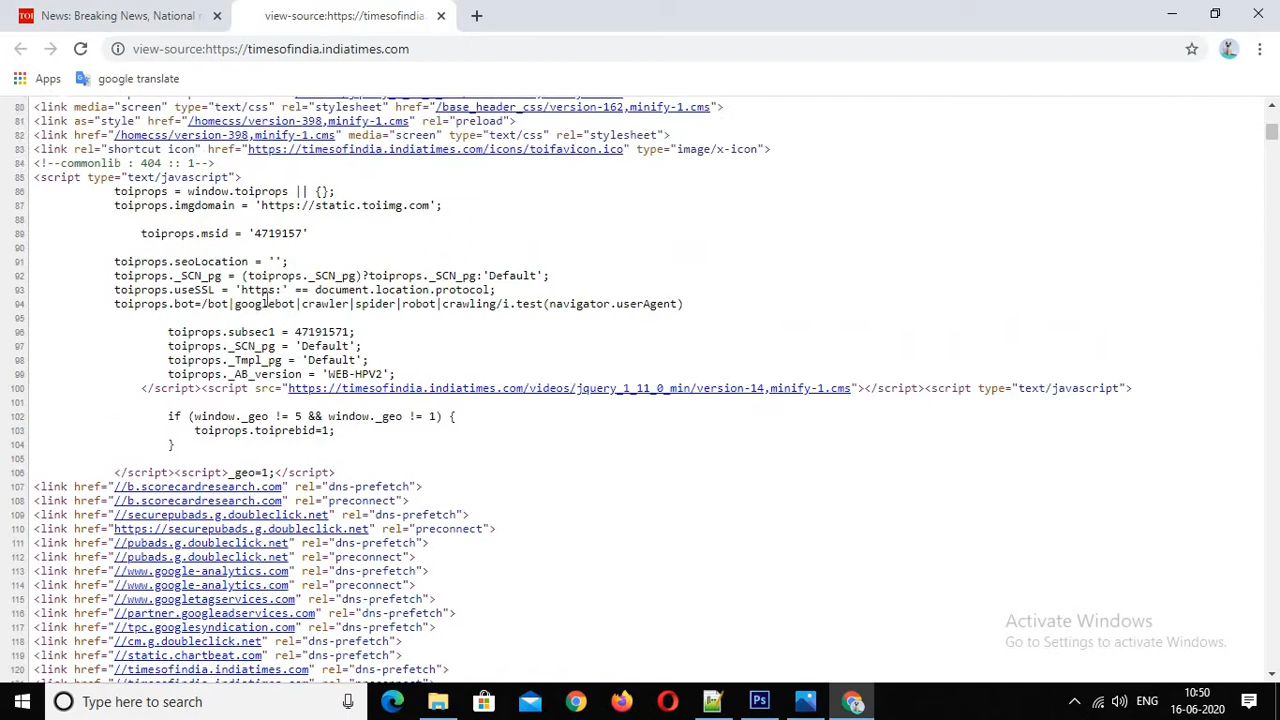 News: Breaking News, National n
view-source:https://timesofindia.
view-source:https://timesofindia.indiatimes.com
Apps
google translate
80 <link media="screen" type="text/css" rel="stylesheet" href="/base_header_css/version-162,minify-1.cms">
81 <link as="style" href="/homecss/version-398,minify-1.cms" rel="preload">
82 <link href="/homecss/version-398,minify-1.cms" media="screen" type="text/css" rel="stylesheet">
83 <link rel="shortcut icon" href="https://timesofindia.indiatimes.com/icons/toifavicon.ico" type="image/x-icon">
84 <!--commonlib : 404 :: 1-->
85 <script type="text/javascript">
86 toiprops = window.toiprops || {};
87 toiprops.imgdomain = 'https://static.toiimg.com';
88
89 toiprops.msid = '4719157'
90
91 toiprops.seoLocation = '';
92 toiprops._SCN_pg = (toiprops._SCN_pg)?toiprops._SCN_pg:'Default';
93 toiprops.useSSL = 'https:' == document.location.protocol;
94 toiprops.bot=/bot|googlebot|crawler|spider|robot|crawling/i.test(navigator.userAgent)
95
96 toiprops.subsec1 = 47191571;
97 toiprops._SCN_pg = 'Default';
98 toiprops._Tmpl_pg = 'Default';
99 toiprops._AB_version = 'WEB-HPV2';
100 </script><script src="https://timesofindia.indiatimes.com/videos/jquery_1_11_0_min/version-14,minify-1.cms"></script><script type="text/javascript">
101
102 if (window._geo != 5 && window._geo != 1) {
103 toiprops.toiprebid=1;
104 }
105
106 </script><script>_geo=1;</script>
107 <link href="//b.scorecardresearch.com" rel="dns-prefetch">
108 <link href="//b.scorecardresearch.com" rel="preconnect">
109 <link href="//securepubads.g.doubleclick.net" rel="dns-prefetch">
110 <link href="https://securepubads.g.doubleclick.net" rel="preconnect">
111 <link href="//pubads.g.doubleclick.net" rel="dns-prefetch">
112 <link href="//pubads.g.doubleclick.net" rel="preconnect">
113 <link href="//www.google-analytics.com" rel="dns-prefetch">
114 <link href="//www.google-analytics.com" rel="preconnect">
115 <link href="//www.googletagservices.com" rel="dns-prefetch">
116 <link href="//partner.googleadservices.com" rel="dns-prefetch">
117 <link href="//tpc.googlesyndication.com" rel="dns-prefetch">
118 <link href="//cm.g.doubleclick.net" rel="dns-prefetch">
119 <link href="//static.chartbeat.com" rel="dns-prefetch">
120 <link href="//timesofindia.indiatimes.com" rel="dns-prefetch">
Activate Windows
Go to Settings to activate Windows.
Type here to search
ENG
10:50
16-06-2020